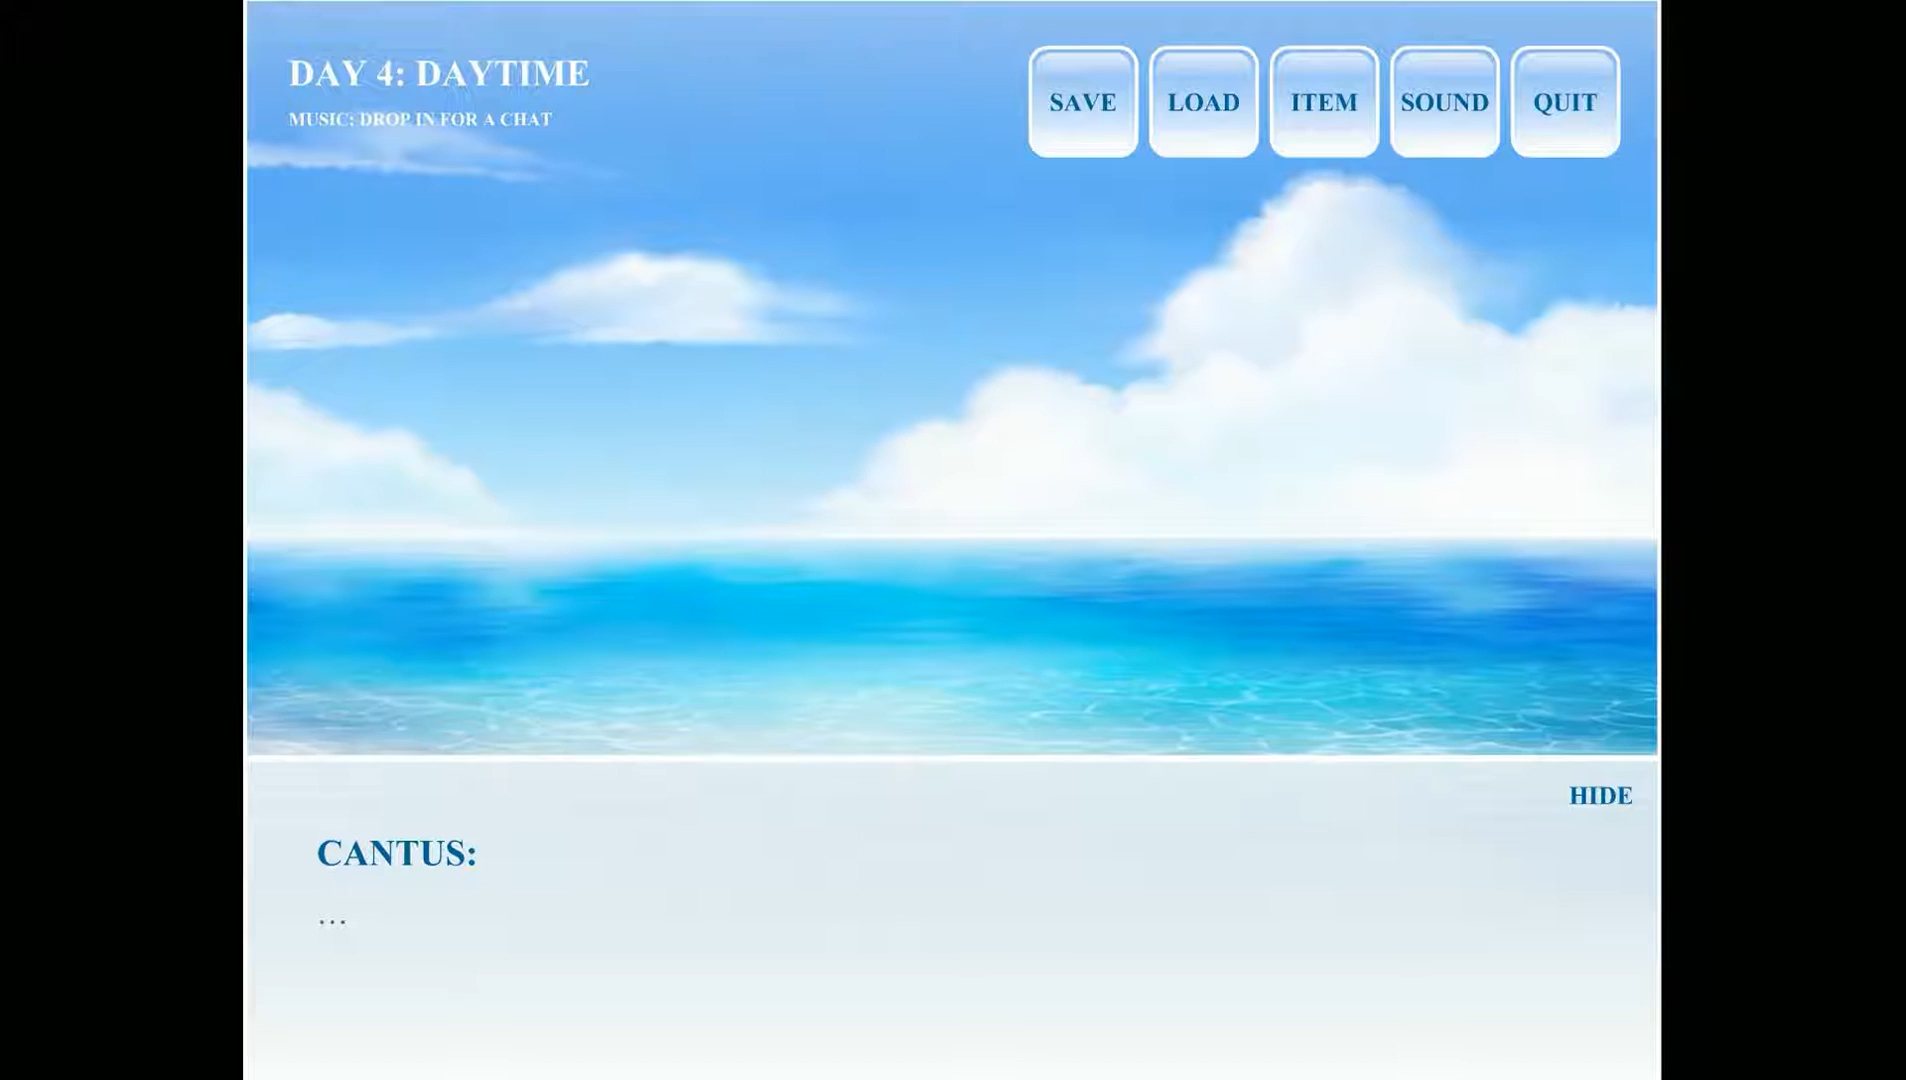 DAY 4: DAYTIME
MUSIC: DROP IN FOR A CHAT
SAVE
LOAD
ITEM
SOUND
QUIT
HIDE
CANTUS:
...